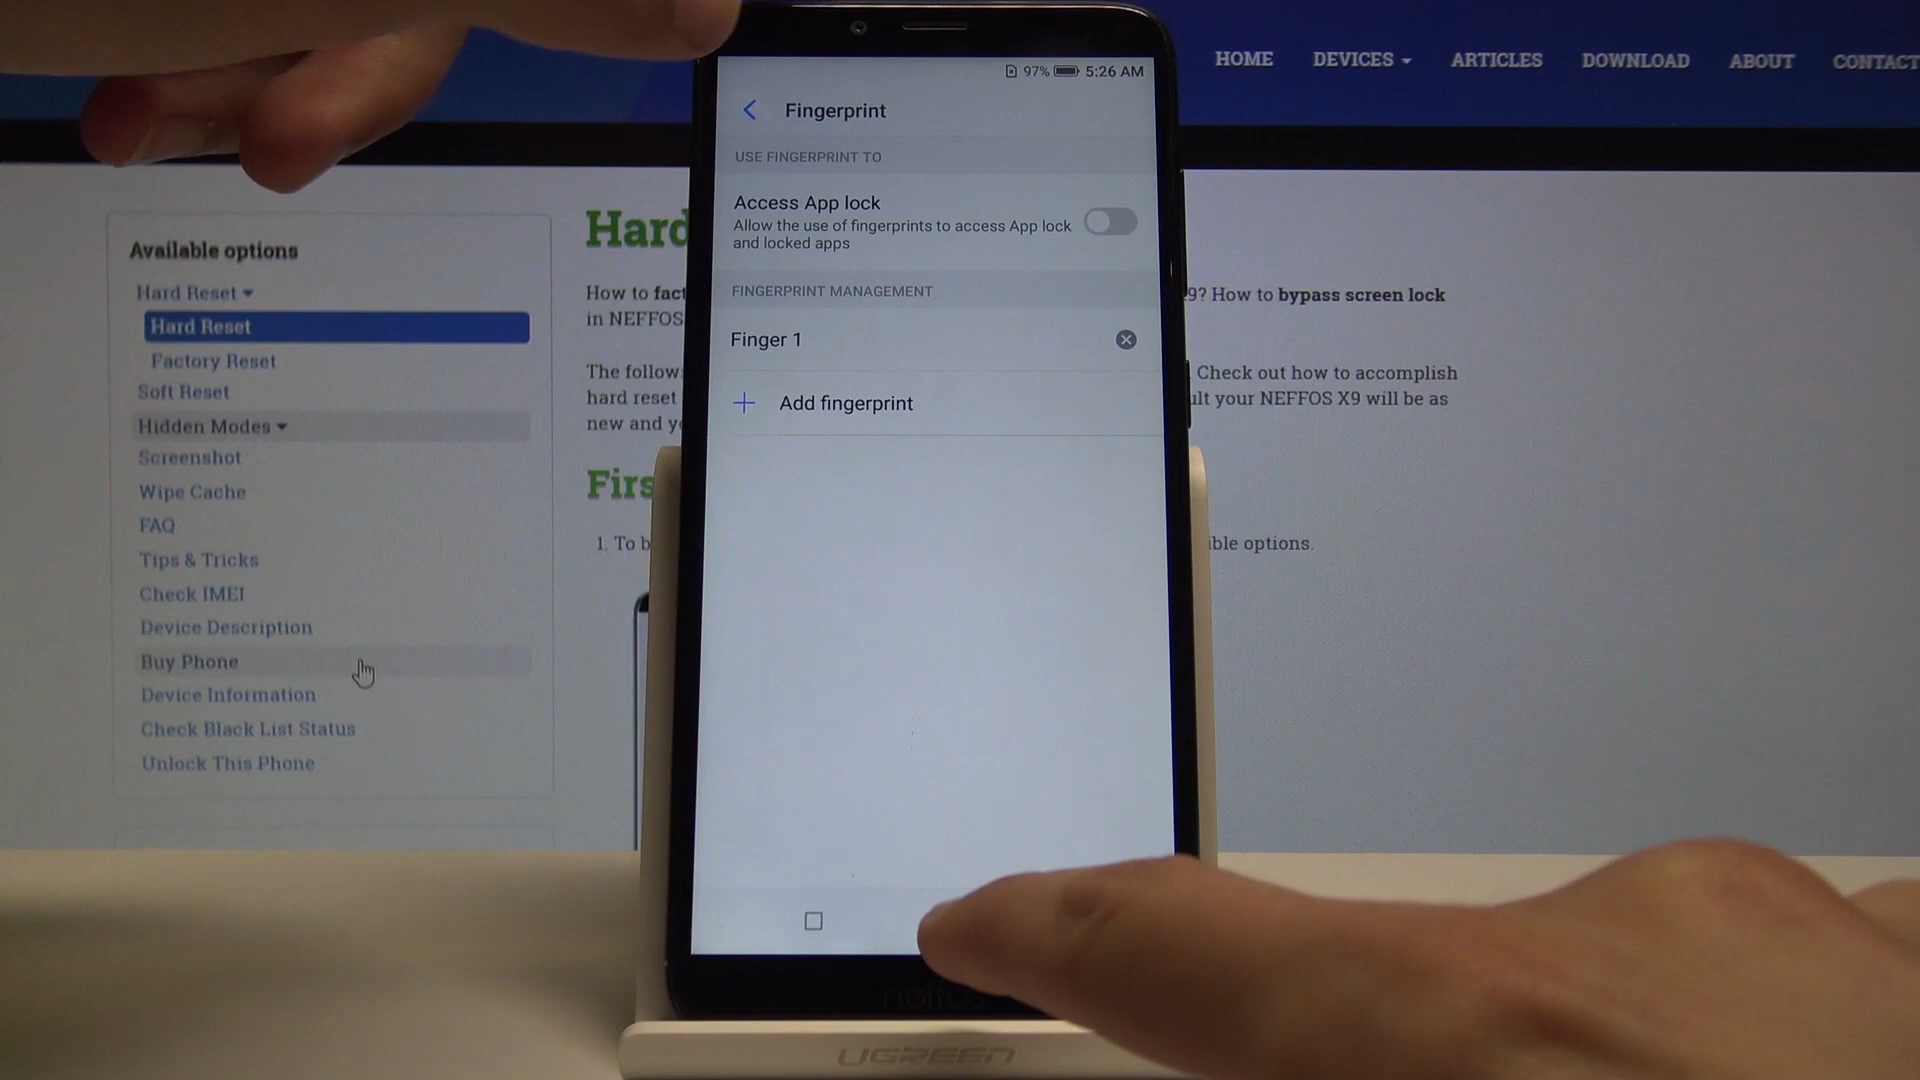 HOME DEVICES ARTICLES DOWNLOAD ABOUT CONTACT
97% 5:26 AM
Fingerprint
USE FINGERPRINT TO
Access App lock
Allow the use of fingerprints to access App lock
and locked apps
FINGERPRINT MANAGEMENT
Finger 1
Add fingerprint
Available options
Hard Reset
Hard Reset
Factory Reset
Soft Reset
Hidden Modes
Screenshot
Wipe Cache
FAQ
Tips & Tricks
Check IMEI
Device Description
Buy Phone
Device Information
Check Black List Status
Unlock This Phone
Hard
How to fact 9? How to bypass screen lock
in NEFFOS
The follow Check out how to accomplish
hard reset ult your NEFFOS X9 will be as
new and y
Firs
1. To b ible options.
neffos
UGREEN